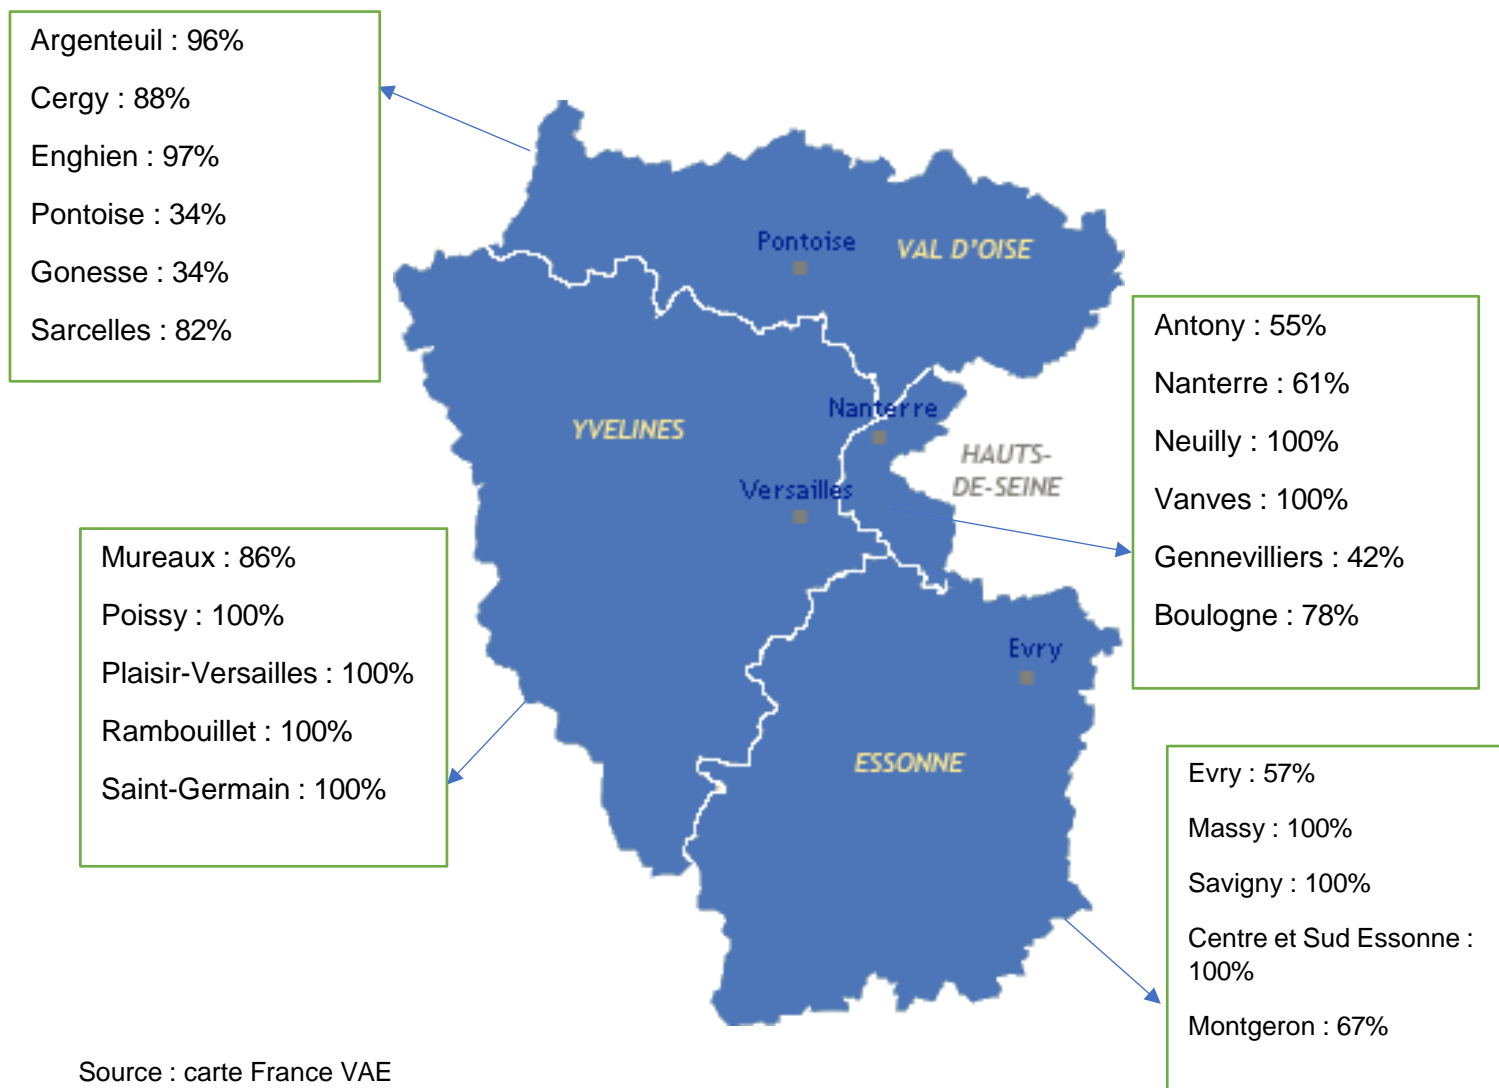 Argenteuil : 96%
Cergy : 88%
Enghien : 97%
Pontoise : 34%
Gonesse : 34%
Sarcelles : 82%
Pontoise
VAL D'OISE
Antony : 55%
Nanterre : 61%
Neuilly : 100%
Vanves : 100%
Gennevilliers : 42%
Boulogne : 78%
YVELINES
Nanterre
HAUTS-
DE-SEINE
Versailles
Mureaux : 86%
Poissy : 100%
Plaisir-Versailles : 100%
Rambouillet : 100%
Saint-Germain : 100%
Evry
ESSONNE
Evry : 57%
Massy : 100%
Savigny : 100%
Centre et Sud Essonne :
100%
Montgeron : 67%
Source : carte France VAE